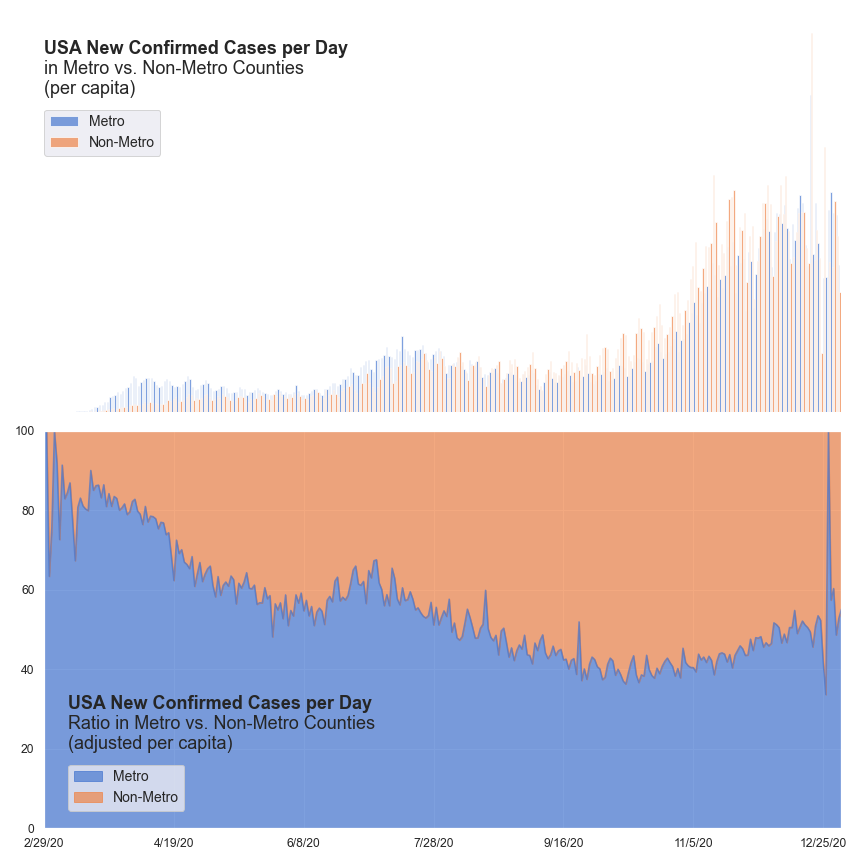 USA New Confirmed Cases per Day
in Metro vs. Non-Metro Counties
(per capita)
Metro
Non-Metro
100
80
60
40
20
0
USA New Confirmed Cases per Day
Ratio in Metro vs. Non-Metro Counties
(adjusted per capita)
Metro
Non-Metro
2/29/20 4/19/20 6/8/20 7/28/20 9/16/20 11/5/20 12/25/20